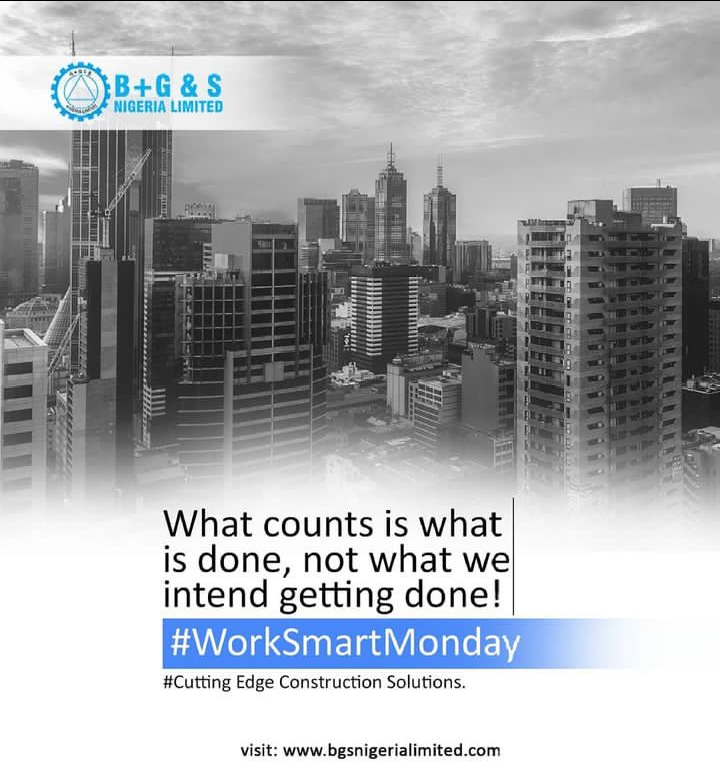 B+G & S
NIGERIA LIMITED
What counts is what
is done, not what we
intend getting done!
#WorkSmartMonday
#Cutting Edge Construction Solutions.
visit: www.bgsnigerialimited.com